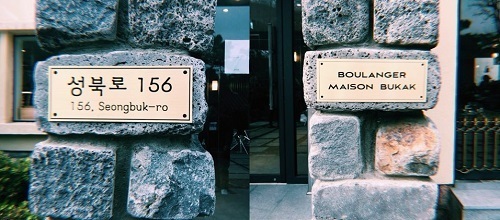 성북로 156
156, Seongbuk-ro
BOULANGER
MAISON BUKAK